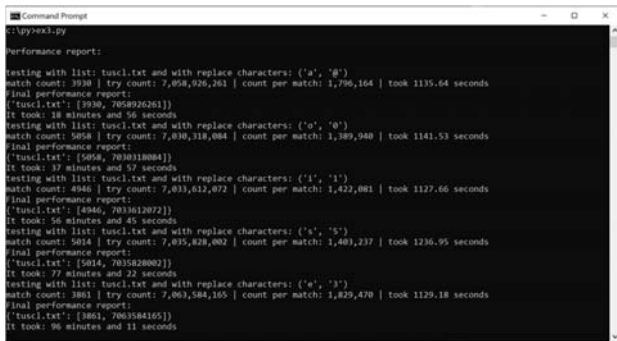 Command Prompt
c:\py>ex3.py
Performance report:
testing with list: tuscl.txt and with replace characters: ('a', '@')
match count: 3930 | try count: 7,058,926,261 | count per match: 1,796,164 | took 1135.64 seconds
Final performance report:
{'tuscl.txt': [3930, 7058926261]}
It took: 18 minutes and 56 seconds
testing with list: tuscl.txt and with replace characters: ('o', '0')
match count: 5058 | try count: 7,030,318,084 | count per match: 1,389,940 | took 1141.53 seconds
Final performance report:
{'tuscl.txt': [5058, 7030318084]}
It took: 37 minutes and 57 seconds
testing with list: tuscl.txt and with replace characters: ('i', '1')
match count: 4946 | try count: 7,033,612,072 | count per match: 1,422,081 | took 1127.66 seconds
Final performance report:
{'tuscl.txt': [4946, 7033612072]}
It took: 56 minutes and 45 seconds
testing with list: tuscl.txt and with replace characters: ('s', '5')
match count: 5014 | try count: 7,035,828,002 | count per match: 1,403,237 | took 1236.95 seconds
Final performance report:
{'tuscl.txt': [5014, 7035828002]}
It took: 77 minutes and 22 seconds
testing with list: tuscl.txt and with replace characters: ('e', '3')
match count: 3861 | try count: 7,063,584,165 | count per match: 1,829,470 | took 1129.18 seconds
Final performance report:
{'tuscl.txt': [3861, 7063584165]}
It took: 96 minutes and 11 seconds